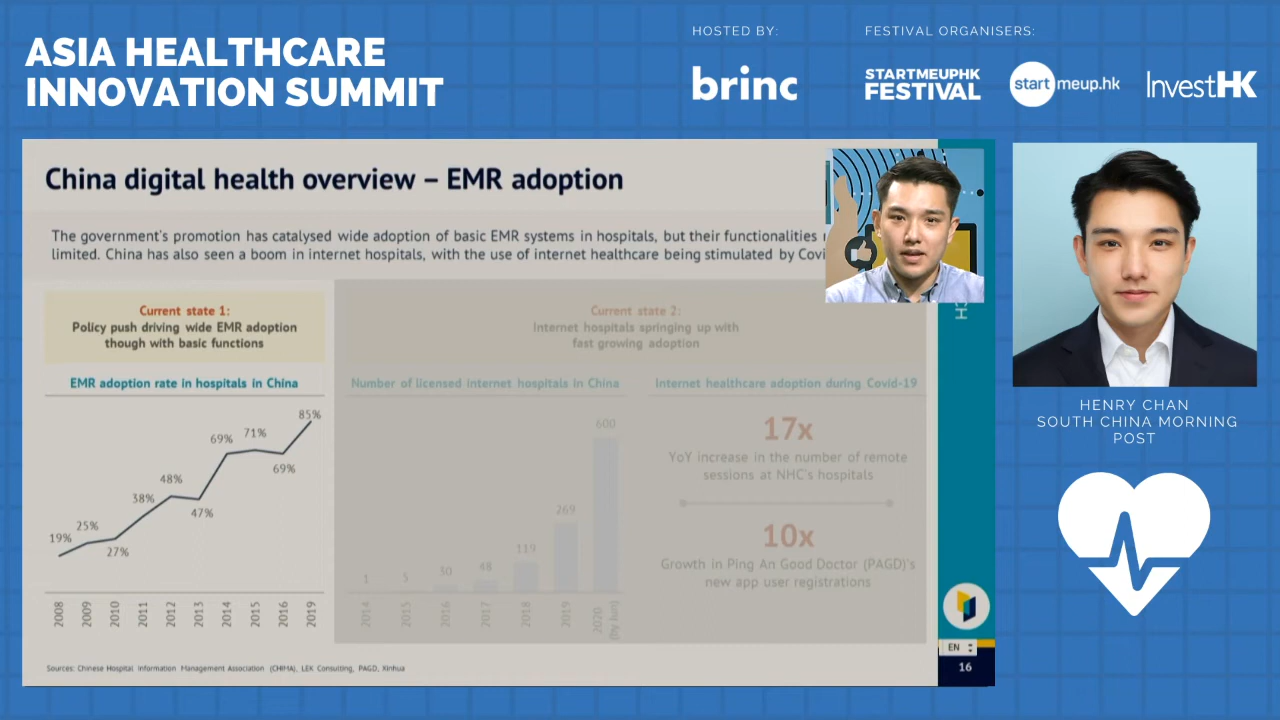 ASIA HEALTHCARE
INNOVATION SUMMIT
HOSTED BY:
brinc
FESTIVAL ORGANISERS:
STARTMEUPHK
FESTIVAL
start meup.hk
InvestHK
China digital health overview – EMR adoption
The government's promotion has catalysed wide adoption of basic EMR systems in hospitals, but their functionalities
limited. China has also seen a boom in internet hospitals, with the use of internet healthcare being stimulated by
Current state 1:
Policy push driving wide EMR adoption
though with basic functions
EMR adoption rate in hospitals in China
19%
25%
27%
38%
48%
47%
69%
71%
69%
85%
2008
2009
2010
2011
2012
2013
2014
2015
2016
2019
Current state 2:
Internet hospitals springing up with
fast growing adoption
Number of licensed internet hospitals in China
1
5
30
48
119
269
600
2014
2015
2016
2017
2018
2019
2020
(by Jun)
Internet healthcare adoption during Covid-19
17x
YoY increase in the number of remote
sessions at NHC's hospitals
10x
Growth in Ping An Good Doctor (PAGD)'s
new app user registrations
Sources: Chinese Hospital Information Management Association (CHIMA), LEK Consulting, PAGD, Xinhua
EN
16
HENRY CHAN
SOUTH CHINA MORNING
POST